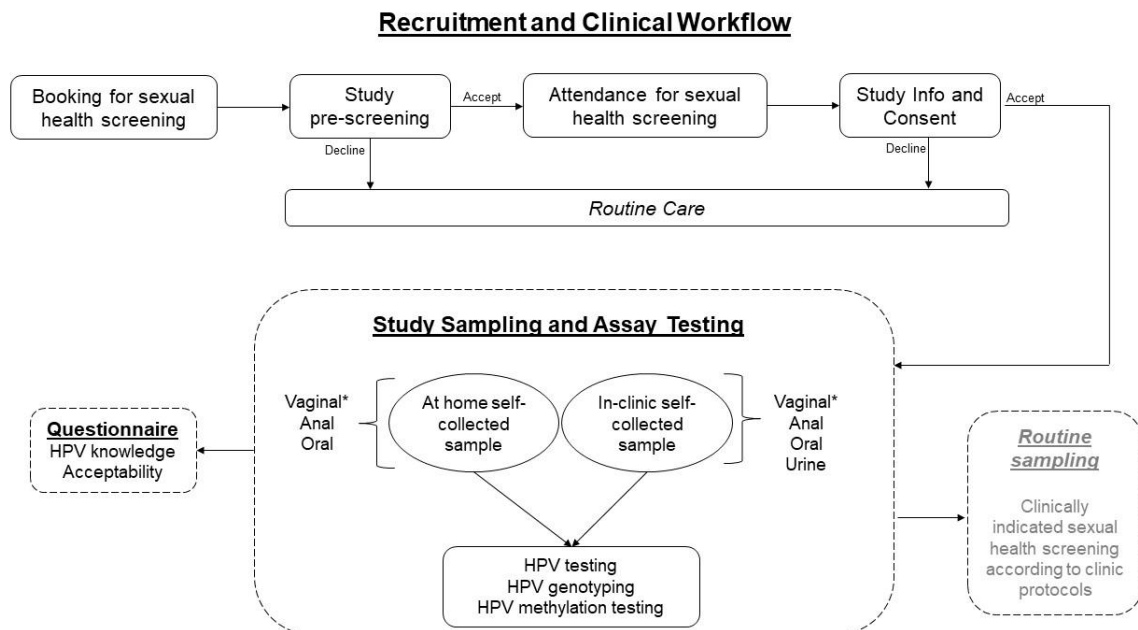 Recruitment and Clinical Workflow
Booking for sexual
health screening
Study
pre-screening
Accept
Attendance for sexual
health screening
Study Info and
Consent
Accept
Decline
Decline
Routine Care
Study Sampling and Assay Testing
Vaginal*
Anal
Oral
At home self-
collected
sample
In-clinic self-
collected
sample
Vaginal*
Anal
Oral
Urine
Questionnaire
HPV knowledge
Acceptability
Routine
sampling
Clinically
indicated sexual
health screening
according to clinic
protocols
HPV testing
HPV genotyping
HPV methylation testing